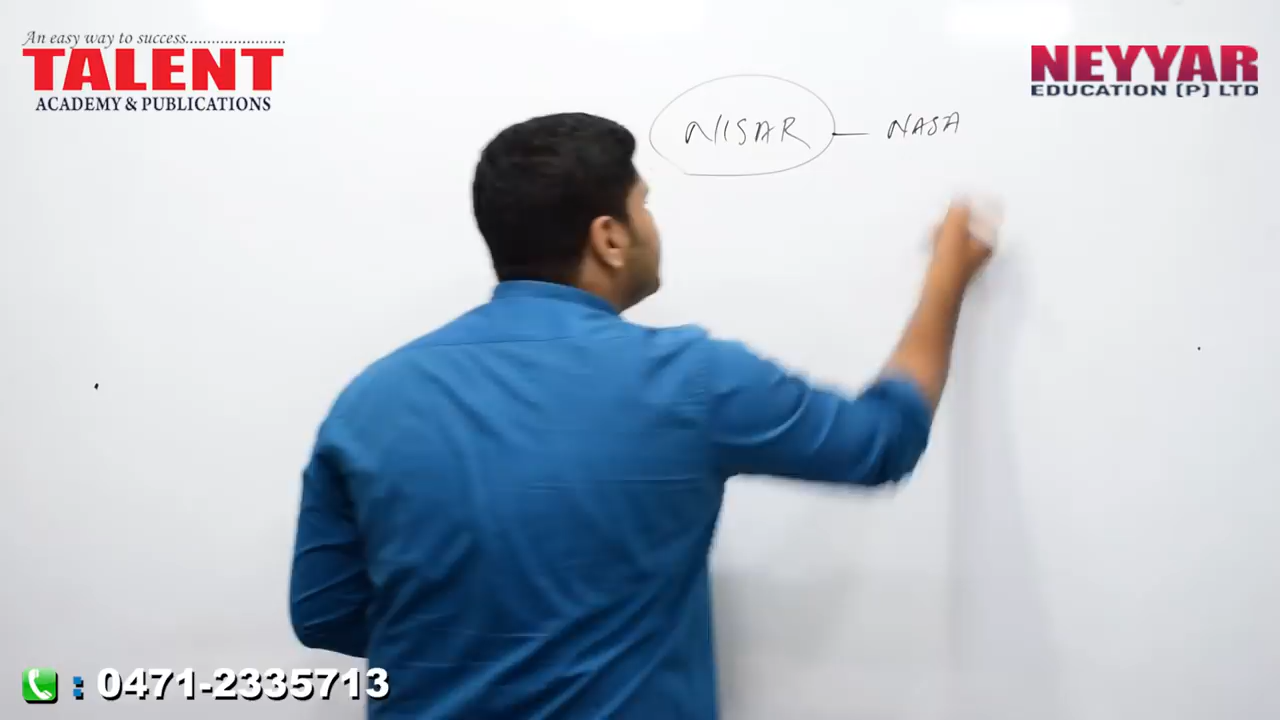 An easy way to success.......................
TALENT
ACADEMY & PUBLICATIONS
NEYYAR
EDUCATION (P) LTD
NISAR — NASA
: 0471-2335713